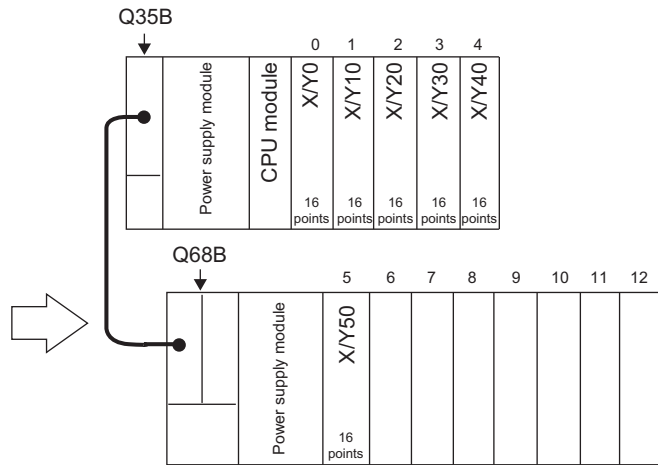 Q35B
0 1 2 3 4
Power supply module
CPU module
X/Y0
X/Y10
X/Y20
X/Y30
X/Y40
16 points
16 points
16 points
16 points
16 points
Q68B
5 6 7 8 9 10 11 12
Power supply module
X/Y50
16 points